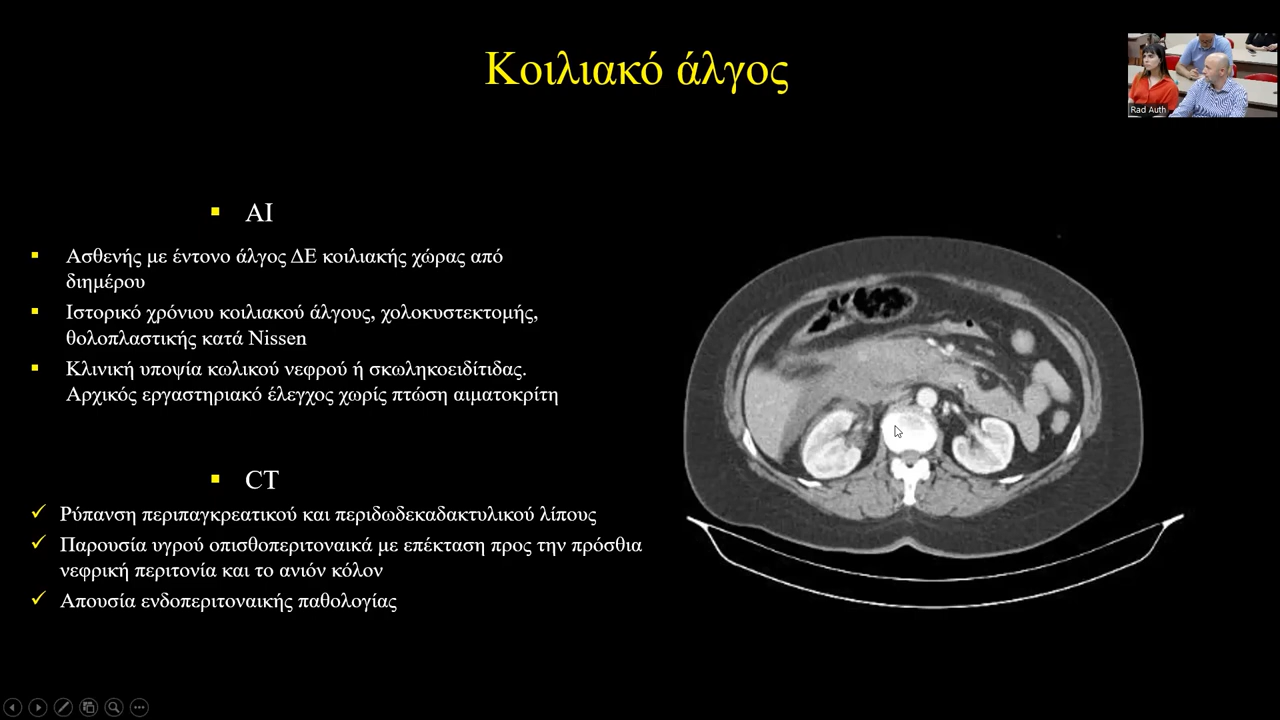 Κοιλιακό άλγος
Rad Auth
ΑΙ
Ασθενής με έντονο άλγος ΔΕ κοιλιακής χώρας από
διημέρου
Ιστορικό χρόνιου κοιλιακού άλγους, χολοκυστεκτομής,
θολοπλαστικής κατά Nissen
Κλινική υποψία κωλικού νεφρού ή σκωληκοειδίτιδας.
Αρχικός εργαστηριακό έλεγχος χωρίς πτώση αιματοκρίτη
CT
Ρύπανση περιπαγκρεατικού και περιδωδεκαδακτυλικού λίπους
Παρουσία υγρού οπισθοπεριτοναικά με επέκταση προς την πρόσθια
νεφρική περιτονία και το ανιόν κόλον
Απουσία ενδοπεριτοναικής παθολογίας